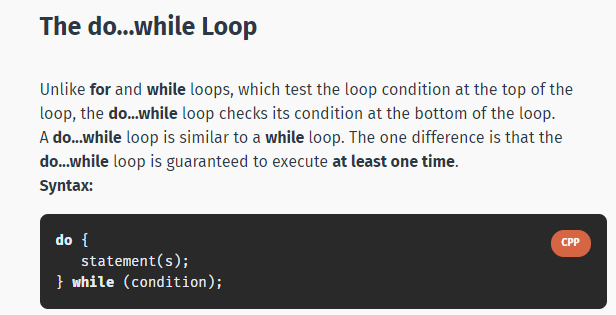 The do...while Loop
Unlike for and while loops, which test the loop condition at the top of the
loop, the do...while loop checks its condition at the bottom of the loop.
A do...while loop is similar to a while loop. The one difference is that the
do...while loop is guaranteed to execute at least one time.
Syntax:
do {
CPP
statement(s);
} while (condition);